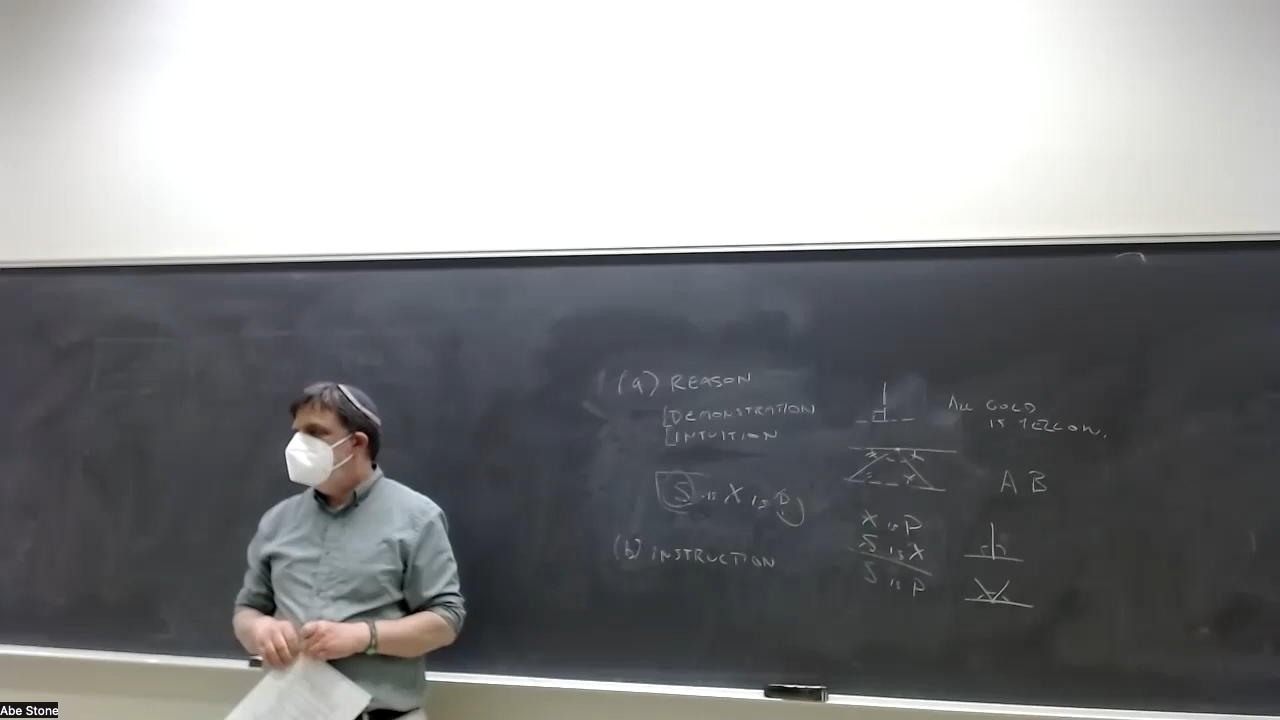 (a) REASON
DEMONSTRATION
INTUITION
S is X is P
(b) INSTRUCTION
X is P
S is X
S is P
ALL GOLD
IS YELLOW.
A B
Abe Stone